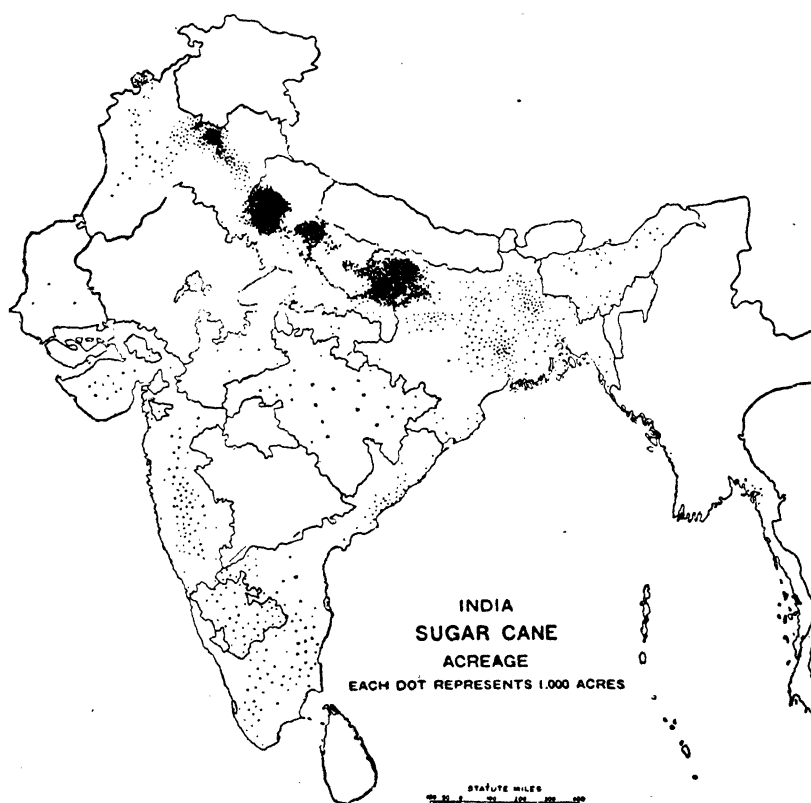 INDIA
SUGAR CANE
ACREAGE
EACH DOT REPRESENTS 1.000 ACRES
STATUTE MILES